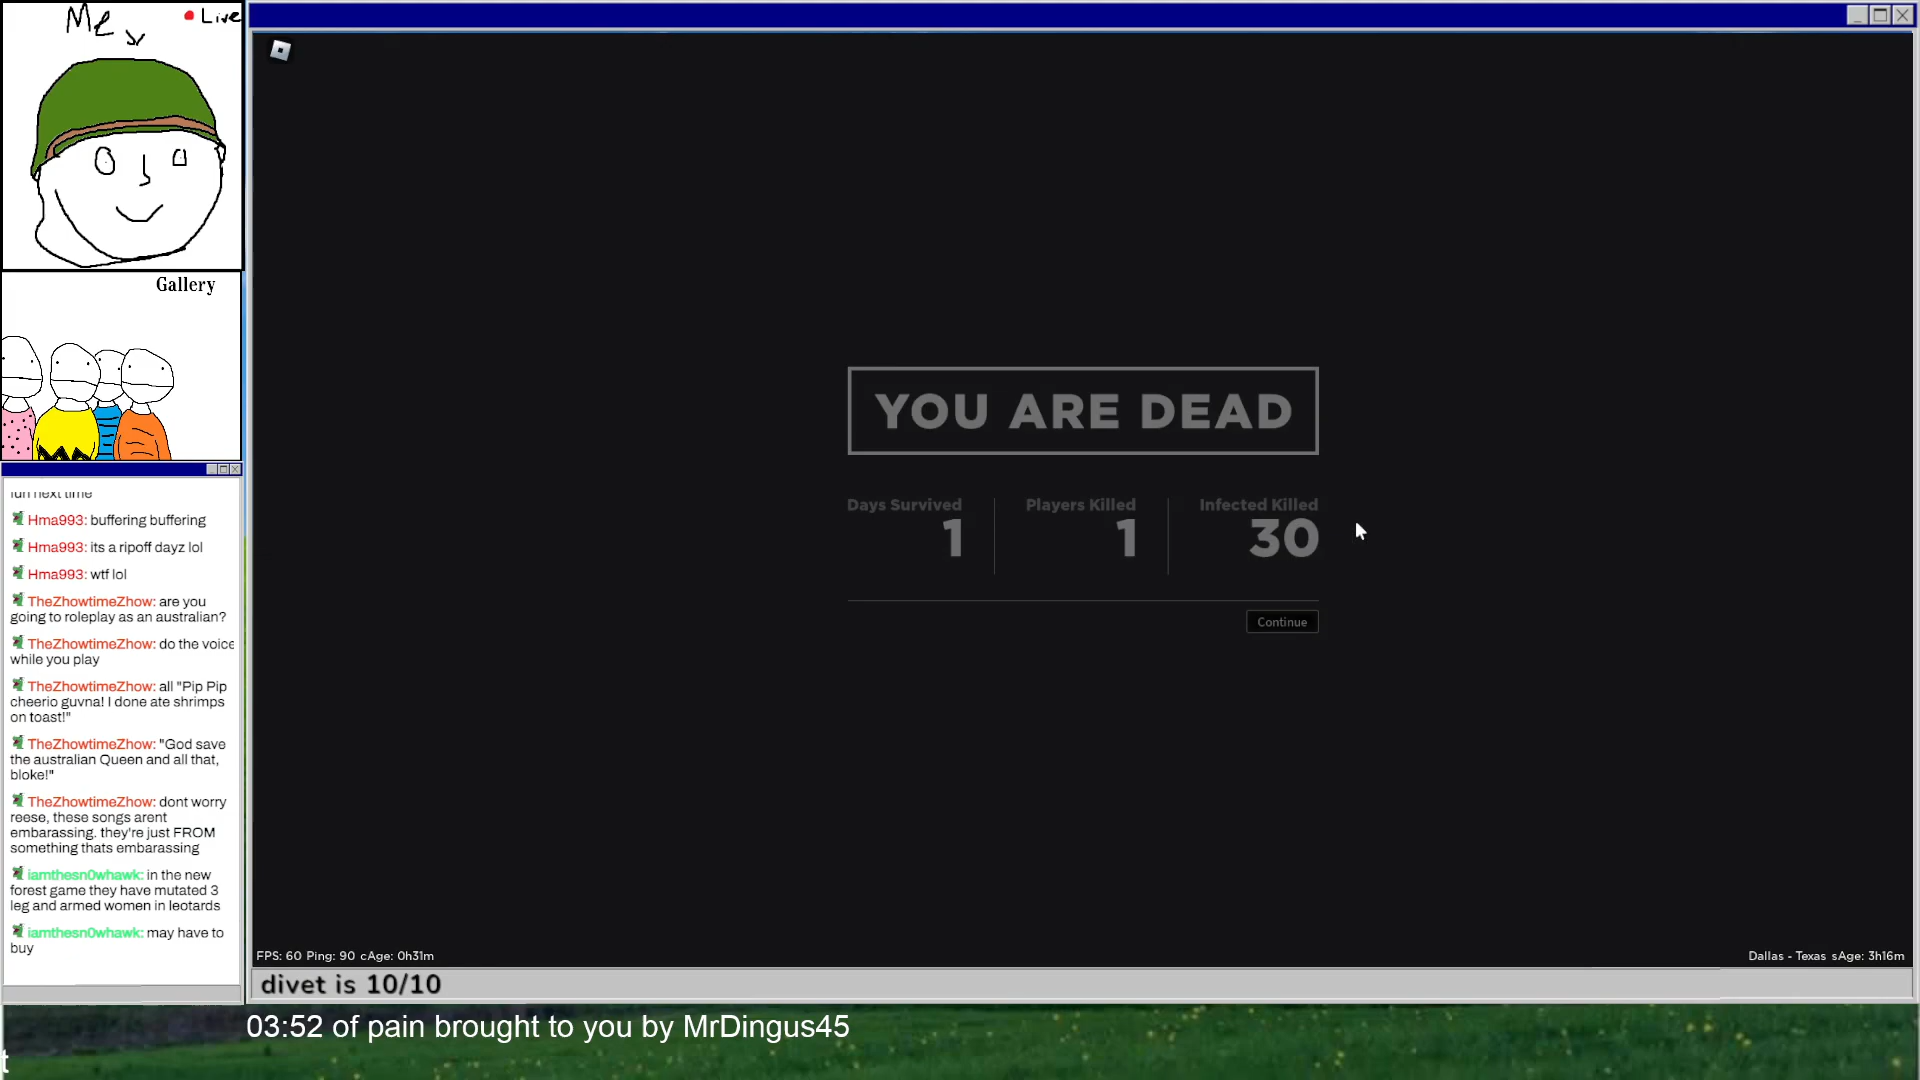 Me
Live
Gallery
fun next time
Hma993: buffering buffering
Hma993: its a ripoff dayz lol
Hma993: wtf lol
TheZhowtimeZhow: are you
going to roleplay as an australian?
TheZhowtimeZhow: do the voice
while you play
TheZhowtimeZhow: all "Pip Pip
cheerio guvna! I done ate shrimps
on toast!"
TheZhowtimeZhow: "God save
the australian Queen and all that,
bloke!"
TheZhowtimeZhow: dont worry
reese, these songs arent
embarassing. they're just FROM
something thats embarassing
iamthesn0whawk: in the new
forest game they have mutated 3
leg and armed women in leotards
iamthesn0whawk: may have to
buy
YOU ARE DEAD
Days Survived Players Killed Infected Killed
1 1 30
Continue
FPS: 60 Ping: 90 cAge: 0h31m
Dallas - Texas sAge: 3h16m
divet is 10/10
03:52 of pain brought to you by MrDingus45
t